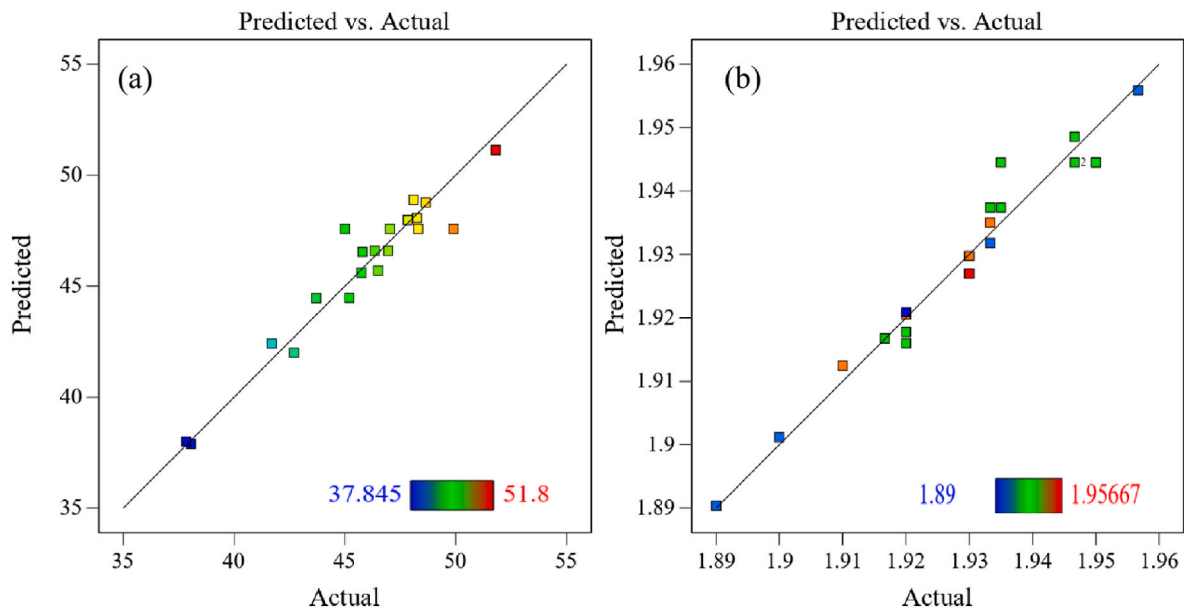 Predicted vs. Actual
(a)
55
50
45
40
35
Predicted
37.845
51.8
35 40 45 50 55
Actual
Predicted vs. Actual
(b)
1.96
1.95
1.94
1.93
1.92
1.91
1.9
1.89
Predicted
2
1.89
1.95667
1.89 1.9 1.91 1.92 1.93 1.94 1.95 1.96
Actual